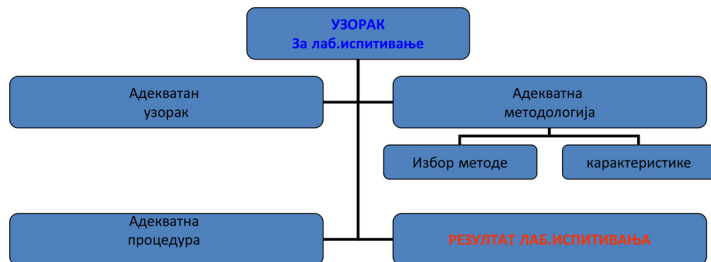 УЗОРАК
За лаб.испитивање
Адекватан
узорак
Адекватна
методологија
Избор методе
карактеристике
Адекватна
процедура
РЕЗУЛТАТ ЛАБ.ИСПИТИВАЊА